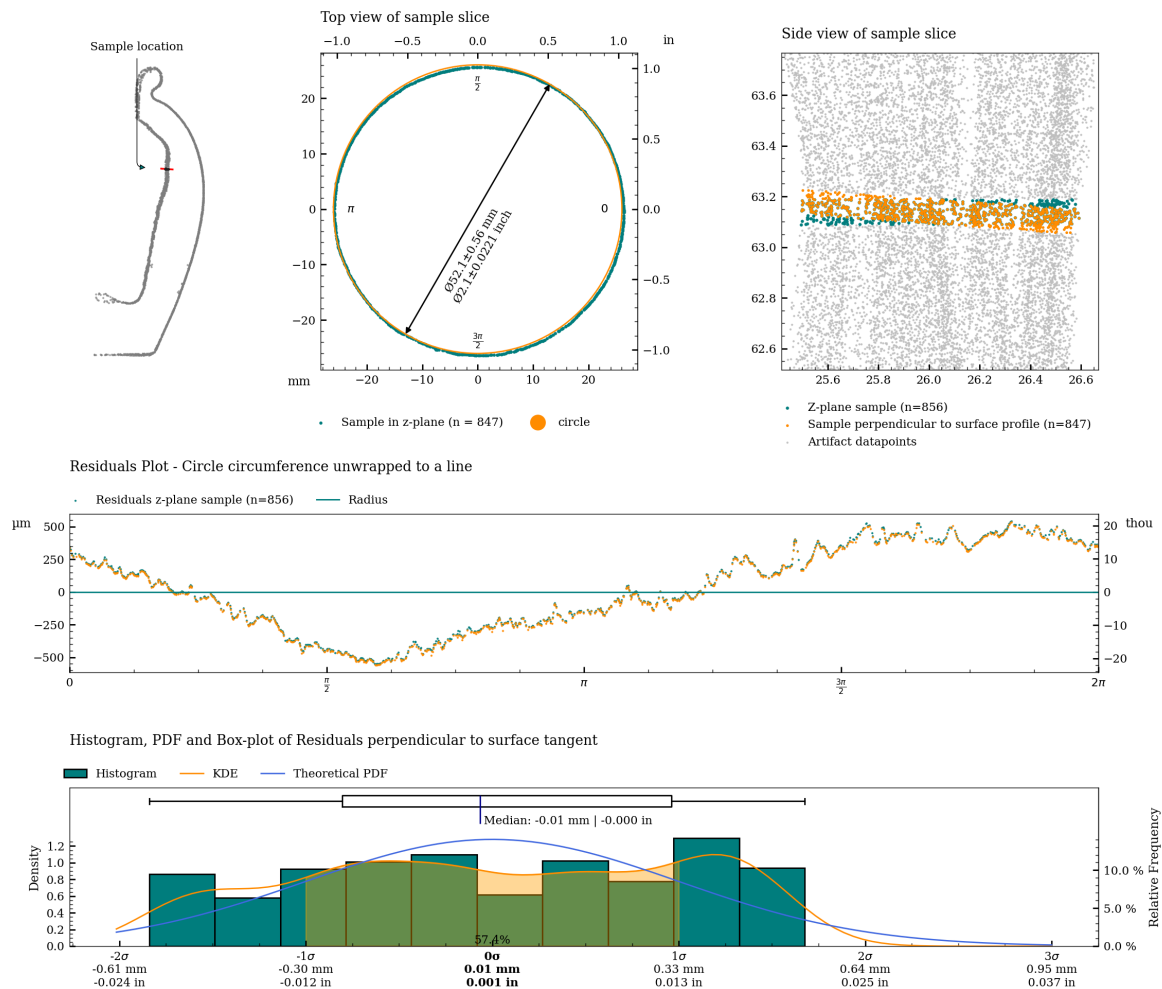 Top view of sample slice
Side view of sample slice
Sample location
−1.0 −0.5 0.0 0.5 1.0 in
20
10
0
−10
−20
1.0
0.5
0.0
−0.5
−1.0
π/2
π
0
3π/2
Ø52.1±0.56 mm
Ø2.1±0.0221 inch
mm −20 −10 0 10 20
Sample in z-plane (n = 847) circle
63.6
63.4
63.2
63.0
62.8
62.6
25.6 25.8 26.0 26.2 26.4 26.6
Z-plane sample (n=856)
Sample perpendicular to surface profile (n=847)
Artifact datapoints
Residuals Plot - Circle circumference unwrapped to a line
Residuals z-plane sample (n=856) Radius
µm 500 20 thou
250 10
0 0
−250 −10
−500 −20
0 π/2 π 3π/2 2π
Histogram, PDF and Box-plot of Residuals perpendicular to surface tangent
Histogram KDE Theoretical PDF
Median: -0.01 mm | -0.000 in
Density
1.2
1.0
0.8
0.6
0.4
0.2
0.0
Relative Frequency
10.0 %
5.0 %
0.0 %
57.4%
-2σ -1σ 0σ 1σ 2σ 3σ
-0.61 mm -0.30 mm 0.01 mm 0.33 mm 0.64 mm 0.95 mm
-0.024 in -0.012 in 0.001 in 0.013 in 0.025 in 0.037 in